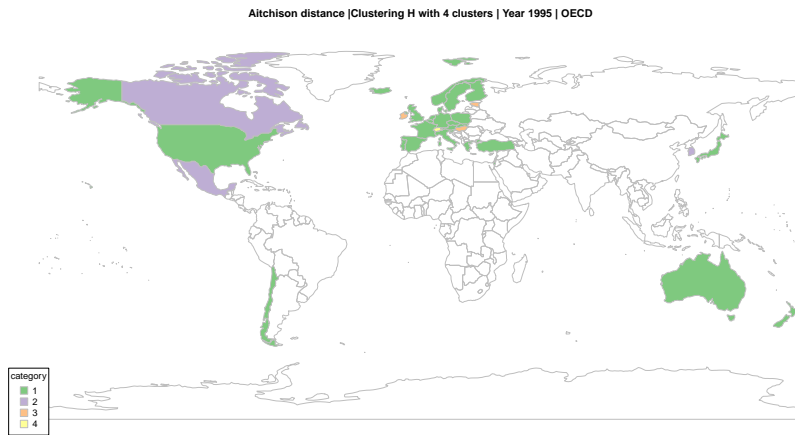 Aitchison distance |Clustering H with 4 clusters | Year 1995 | OECD
category
1
2
3
4